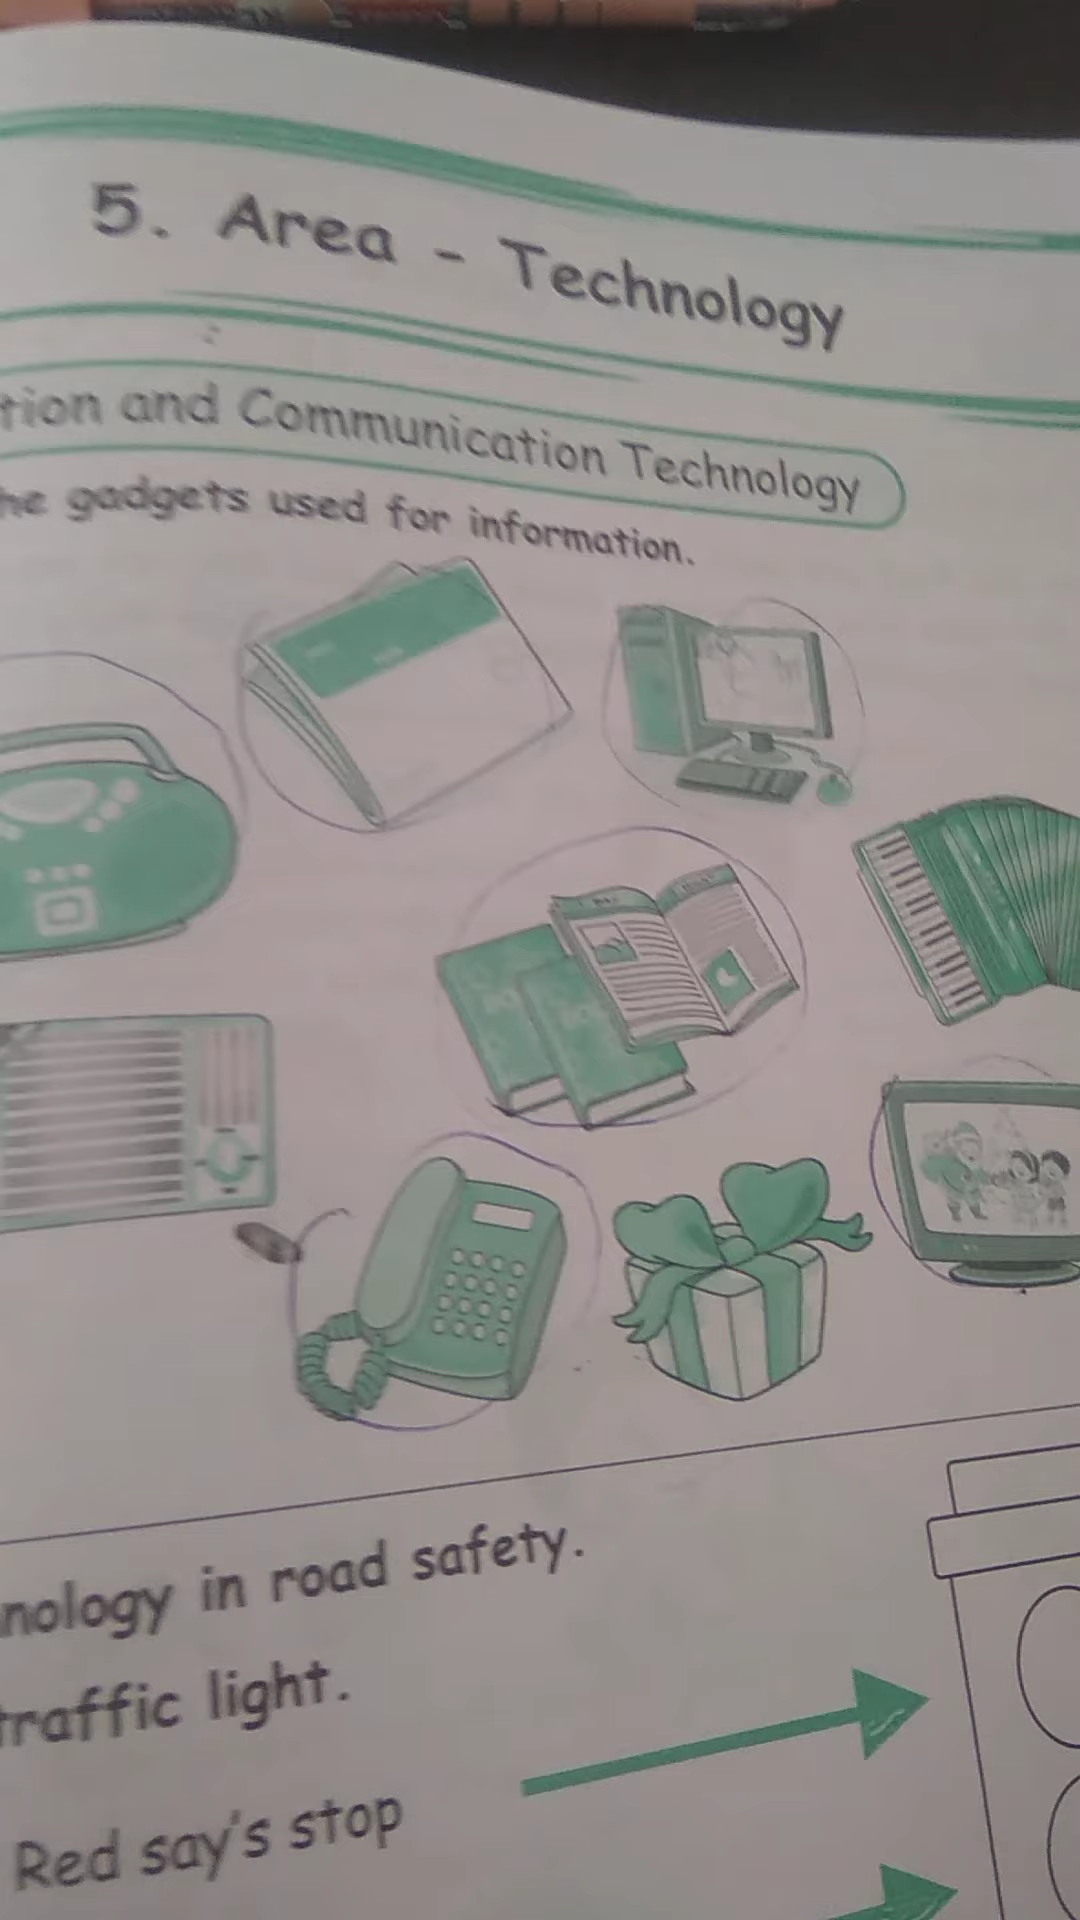 5. Area - Technology
tion and Communication Technology
he gadgets used for information.
nology in road safety.
traffic light.
Red say's stop